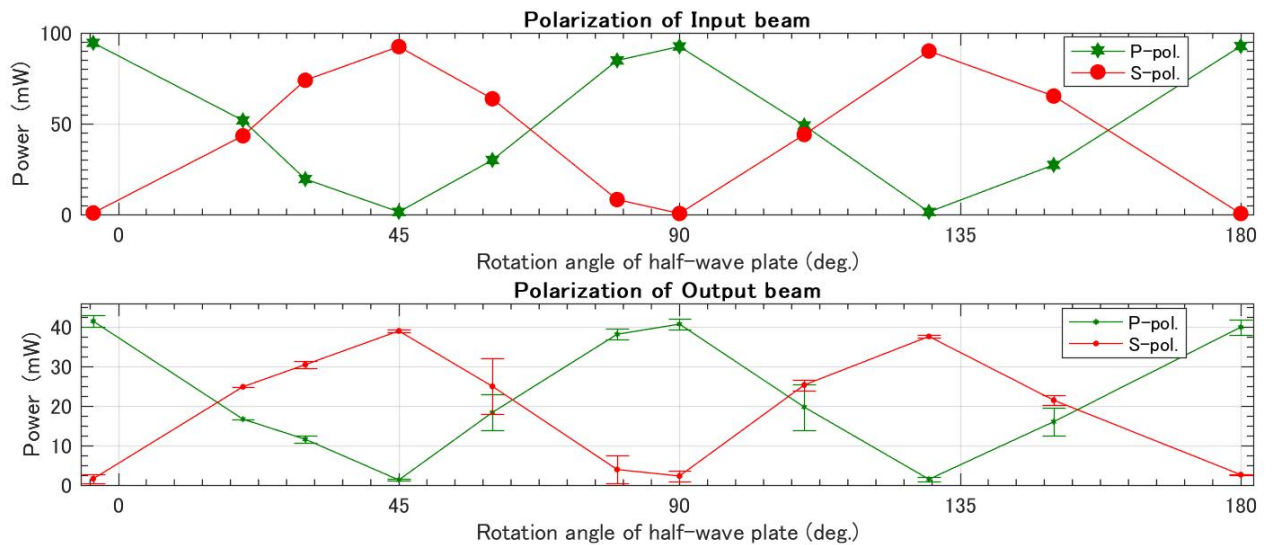 Polarization of Input beam
100
50
0
Power (mW)
P-pol.
S-pol.
0 45 90 135 180
Rotation angle of half-wave plate (deg.)
Polarization of Output beam
40
30
20
10
0
Power (mW)
P-pol.
S-pol.
0 45 90 135 180
Rotation angle of half-wave plate (deg.)